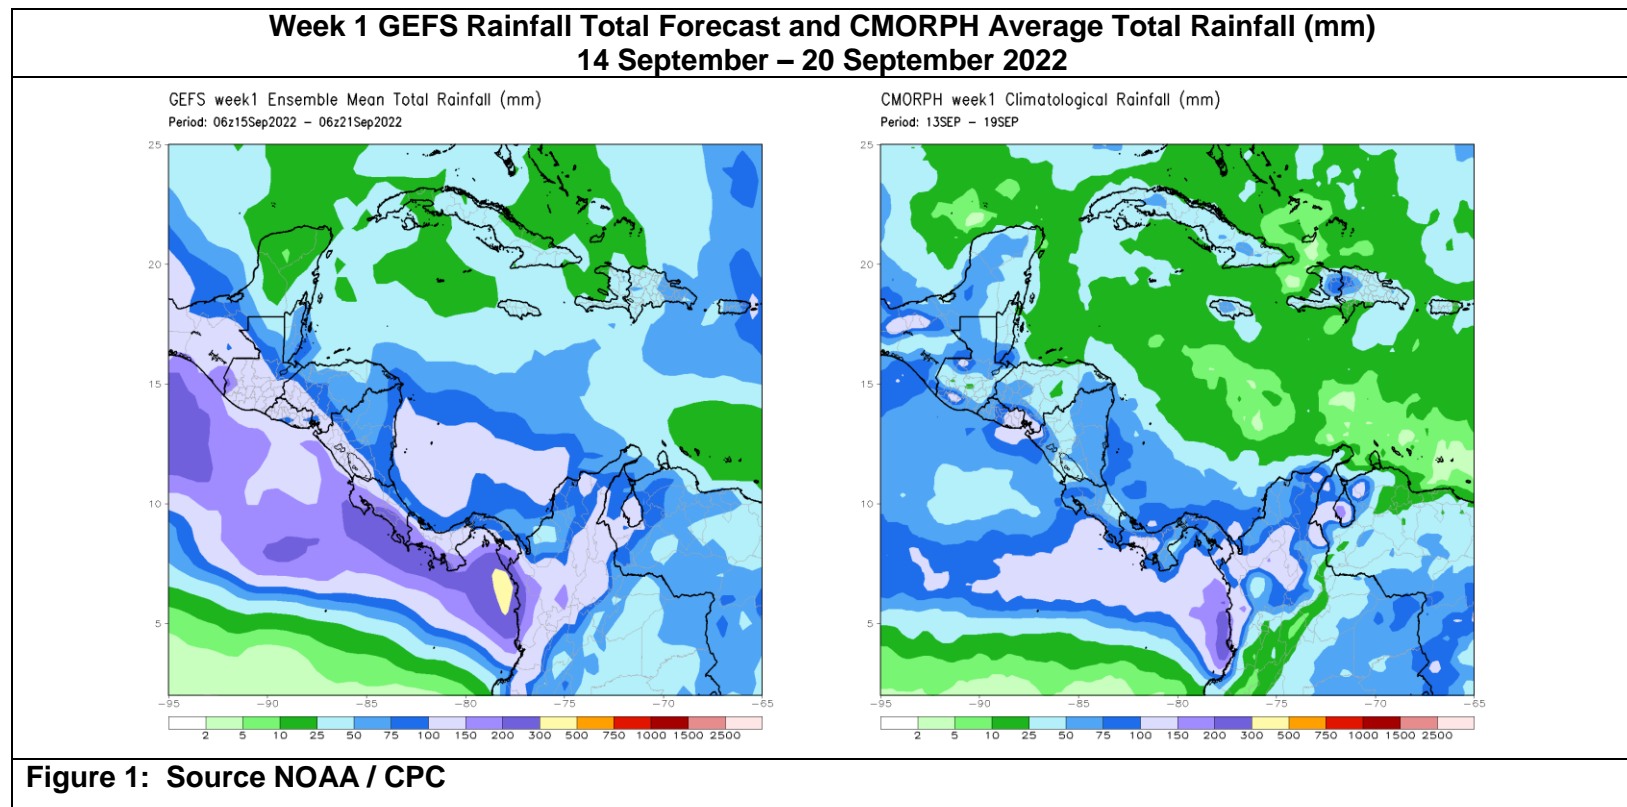 Week 1 GEFS Rainfall Total Forecast and CMORPH Average Total Rainfall (mm)
14 September – 20 September 2022
GEFS week1 Ensemble Mean Total Rainfall (mm)
Period: 06z15Sep2022 – 06z21Sep2022
25
20
15
10
5
-95 -90 -85 -80 -75 -70 -65
2 5 10 25 50 75 100 150 200 300 500 750 1000 1500 2500
CMORPH week1 Climatological Rainfall (mm)
Period: 13SEP – 19SEP
25
20
15
10
5
-95 -90 -85 -80 -75 -70 -65
2 5 10 25 50 75 100 150 200 300 500 750 1000 1500 2500
Figure 1: Source NOAA / CPC